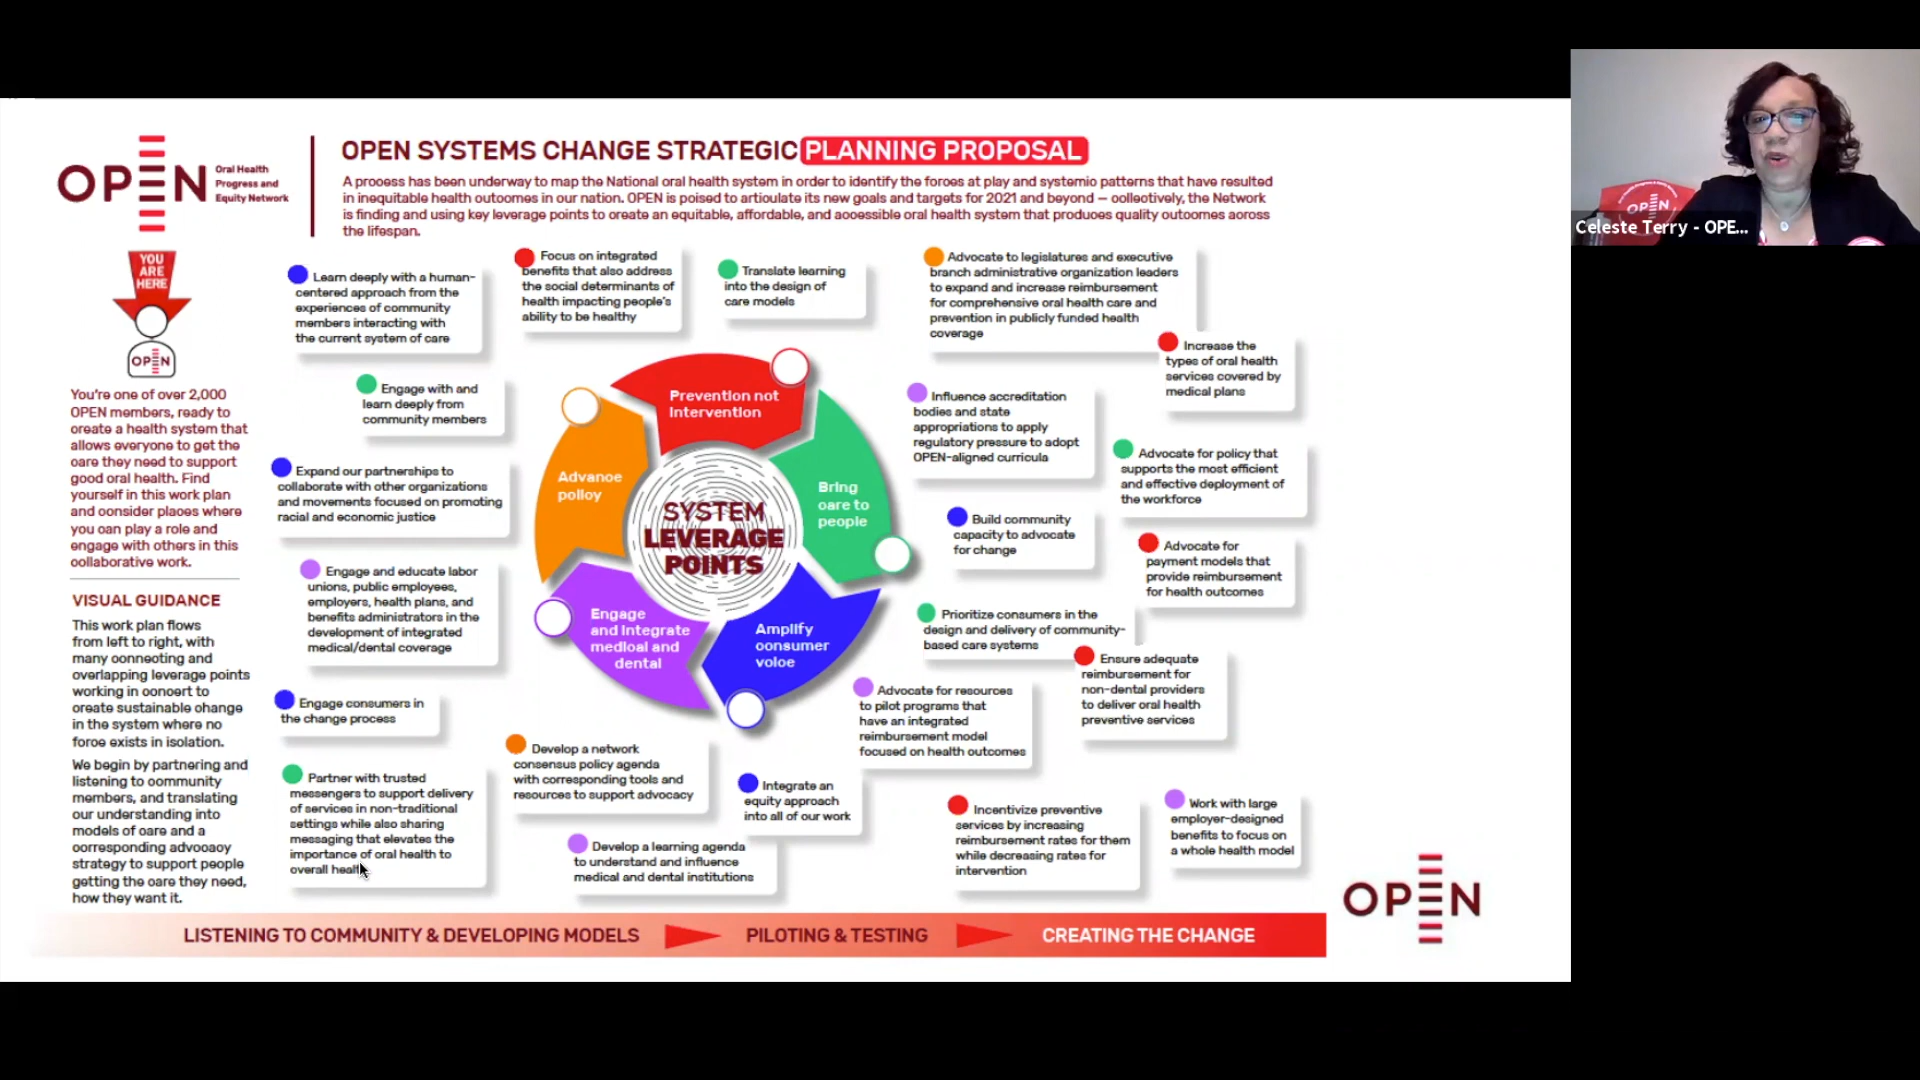 OPEN
Oral Health
Progress and
Equity Network
OPEN SYSTEMS CHANGE STRATEGIC PLANNING PROPOSAL
A process has been underway to map the National oral health system in order to identify the forces at play and systemic patterns that have resulted
in inequitable health outcomes in our nation. OPEN is poised to articulate its new goals and targets for 2021 and beyond — collectively, the Network
is finding and using key leverage points to create an equitable, affordable, and accessible oral health system that produces quality outcomes across
the lifespan.
YOU
ARE
HERE
OPEN
You're one of over 2,000
OPEN members, ready to
create a health system that
allows everyone to get the
care they need to support
good oral health. Find
yourself in this work plan
and consider places where
you can play a role and
engage with others in this
collaborative work.
VISUAL GUIDANCE
This work plan flows
from left to right, with
many connecting and
overlapping leverage points
working in concert to
create sustainable change
in the system where no
force exists in isolation.
We begin by partnering and
listening to community
members, and translating
our understanding into
models of care and a
corresponding advocacy
strategy to support people
getting the care they need,
how they want it.
Learn deeply with a human-
centered approach from the
experiences of community
members interacting with
the current system of care
Engage with and
learn deeply from
community members
Expand our partnerships to
collaborate with other organizations
and movements focused on promoting
racial and economic justice
Engage and educate labor
unions, public employees,
employers, health plans, and
benefits administrators in the
development of integrated
medical/dental coverage
Engage consumers in
the change process
Partner with trusted
messengers to support delivery
of services in non-traditional
settings while also sharing
messaging that elevates the
importance of oral health to
overall health
Focus on integrated
benefits that also address
the social determinants of
health impacting people's
ability to be healthy
Translate learning
into the design of
care models
Prevention not
intervention
Bring
care to
people
Amplify
consumer
voice
Engage
and integrate
medical and
dental
Advance
policy
SYSTEM
LEVERAGE
POINTS
Develop a network
consensus policy agenda
with corresponding tools and
resources to support advocacy
Develop a learning agenda
to understand and influence
medical and dental institutions
Integrate an
equity approach
into all of our work
Advocate to legislatures and executive
branch administrative organization leaders
to expand and increase reimbursement
for comprehensive oral health care and
prevention in publicly funded health
coverage
Increase the
types of oral health
services covered by
medical plans
Influence accreditation
bodies and state
appropriations to apply
regulatory pressure to adopt
OPEN-aligned curricula
Advocate for policy that
supports the most efficient
and effective deployment of
the workforce
Build community
capacity to advocate
for change
Advocate for
payment models that
provide reimbursement
for health outcomes
Prioritize consumers in the
design and delivery of community-
based care systems
Ensure adequate
reimbursement for
non-dental providers
to deliver oral health
preventive services
Advocate for resources
to pilot programs that
have an integrated
reimbursement model
focused on health outcomes
Incentivize preventive
services by increasing
reimbursement rates for them
while decreasing rates for
intervention
Work with large
employer-designed
benefits to focus on
a whole health model
LISTENING TO COMMUNITY & DEVELOPING MODELS
PILOTING & TESTING
CREATING THE CHANGE
OPEN
OPEN
Celeste Terry - OPE...